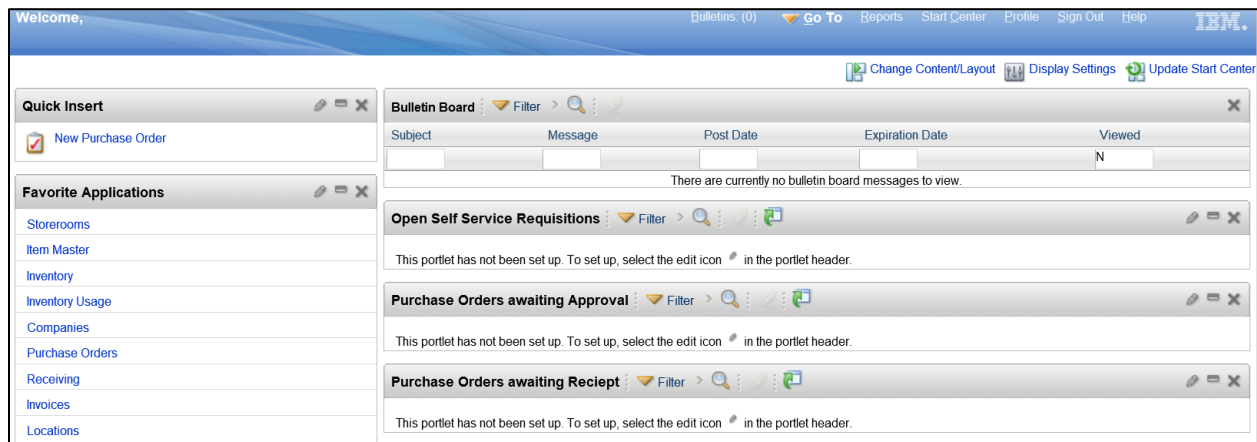 Welcome,
Bulletins: (0) Go To Reports Start Center Profile Sign Out Help IBM.
Change Content/Layout Display Settings Update Start Center
Quick Insert
New Purchase Order
Favorite Applications
Storerooms
Item Master
Inventory
Inventory Usage
Companies
Purchase Orders
Receiving
Invoices
Locations
Bulletin Board Filter
Subject Message Post Date Expiration Date Viewed
N
There are currently no bulletin board messages to view.
Open Self Service Requisitions Filter
This portlet has not been set up. To set up, select the edit icon in the portlet header.
Purchase Orders awaiting Approval Filter
This portlet has not been set up. To set up, select the edit icon in the portlet header.
Purchase Orders awaiting Reciept Filter
This portlet has not been set up. To set up, select the edit icon in the portlet header.